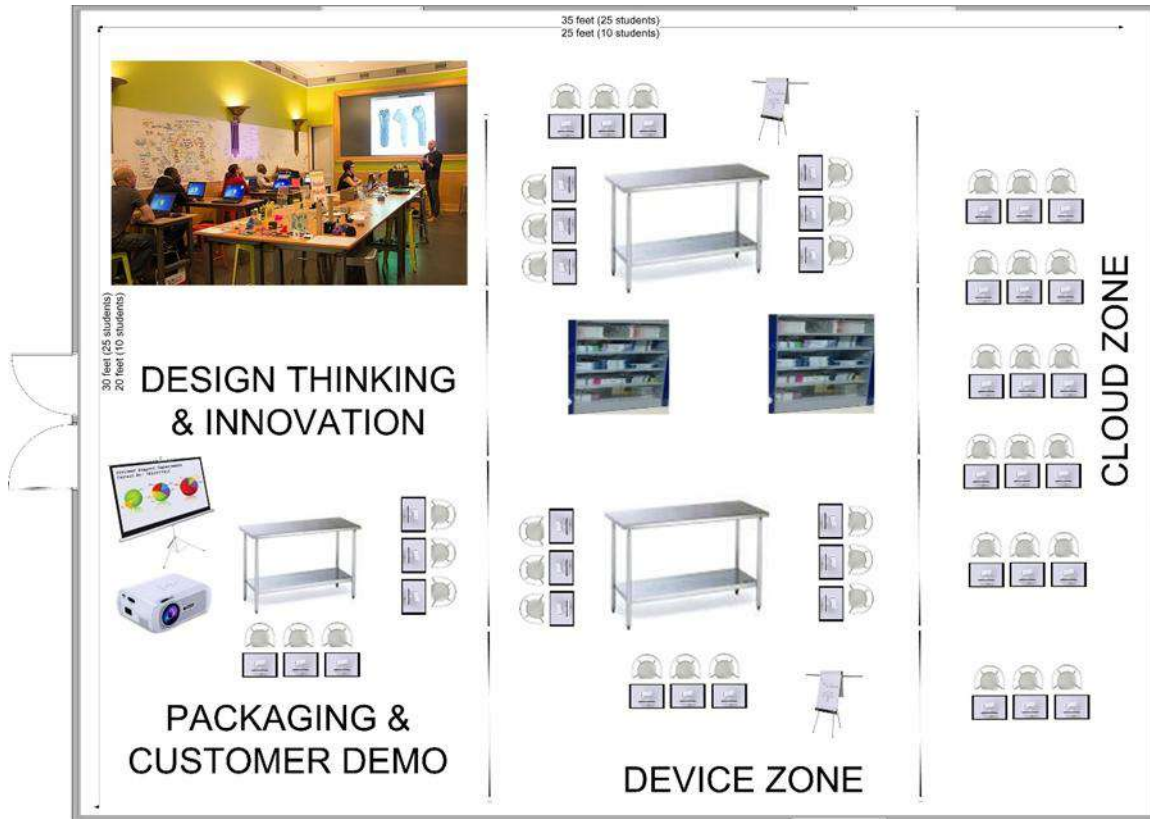 35 feet (25 students)
25 feet (10 students)
30 feet (25 students)
20 feet (10 students)
DESIGN THINKING
& INNOVATION
PACKAGING &
CUSTOMER DEMO
DEVICE ZONE
CLOUD ZONE